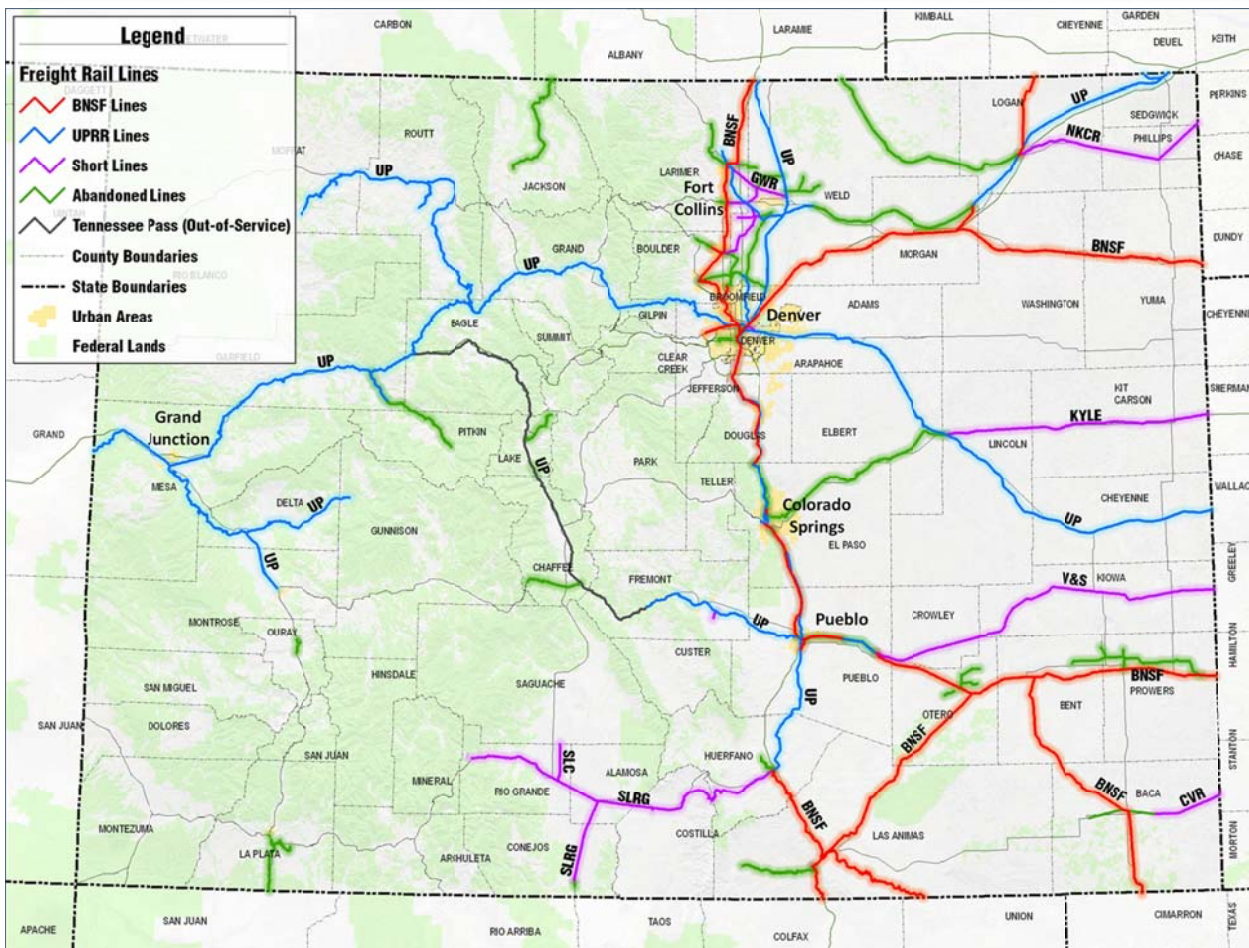 Legend
Freight Rail Lines
BNSF Lines
UPRR Lines
Short Lines
Abandoned Lines
Tennessee Pass (Out-of-Service)
County Boundaries
State Boundaries
Urban Areas
Federal Lands
CARBON
ALBANY
LARAMIE
KIMBALL
CHEYENNE
GARDEN
DEUEL
KEITH
DAGGETT
ROUTT
JACKSON
LARIMER
BNSF
UP
GWR
WELD
LOGAN
UP
SEDGWICK
PHILLIPS
NKCR
PERKINS
CHASE
DUNDY
UP
Fort
Collins
GRAND
BOULDER
MORGAN
BNSF
WASHINGTON
YUMA
CHEYENNE
RIO BLANCO
UP
EAGLE
SUMMIT
GILPIN
BROOMFIELD
Denver
DENVER
ADAMS
CLEAR
CREEK
JEFFERSON
ARAPAHOE
GARFIELD
UP
KIT
CARSON
SHERMAN
KYLE
GRAND
Grand
Junction
MESA
PITKIN
LAKE
UP
PARK
DOUGLAS
ELBERT
LINCOLN
TELLER
Colorado
Springs
EL PASO
CHEYENNE
UP
WALLAC
DELTA
UP
GUNNISON
UP
CHAFFEE
FREMONT
UP
Pueblo
CROWLEY
V&S
KIOWA
GREELEY
HAMILTON
MONTROSE
OURAY
HINSDALE
SAGUACHE
CUSTER
UP
PUEBLO
OTERO
BENT
BNSF
PROWERS
SAN MIGUEL
DOLORES
SAN JUAN
SAN JUAN
MINERAL
SLC
ALAMOSA
HUERFANO
BNSF
STANTON
RIO GRANDE
SLRG
SLRG
COSTILLA
BNSF
LAS ANIMAS
BNSF
BACA
CVR
MORTON
MONTEZUMA
LA PLATA
ARHULETA
CONEJOS
APACHE
SAN JUAN
RIO ARRIBA
TAOS
COLFAX
UNION
CIMARRON
TEXAS